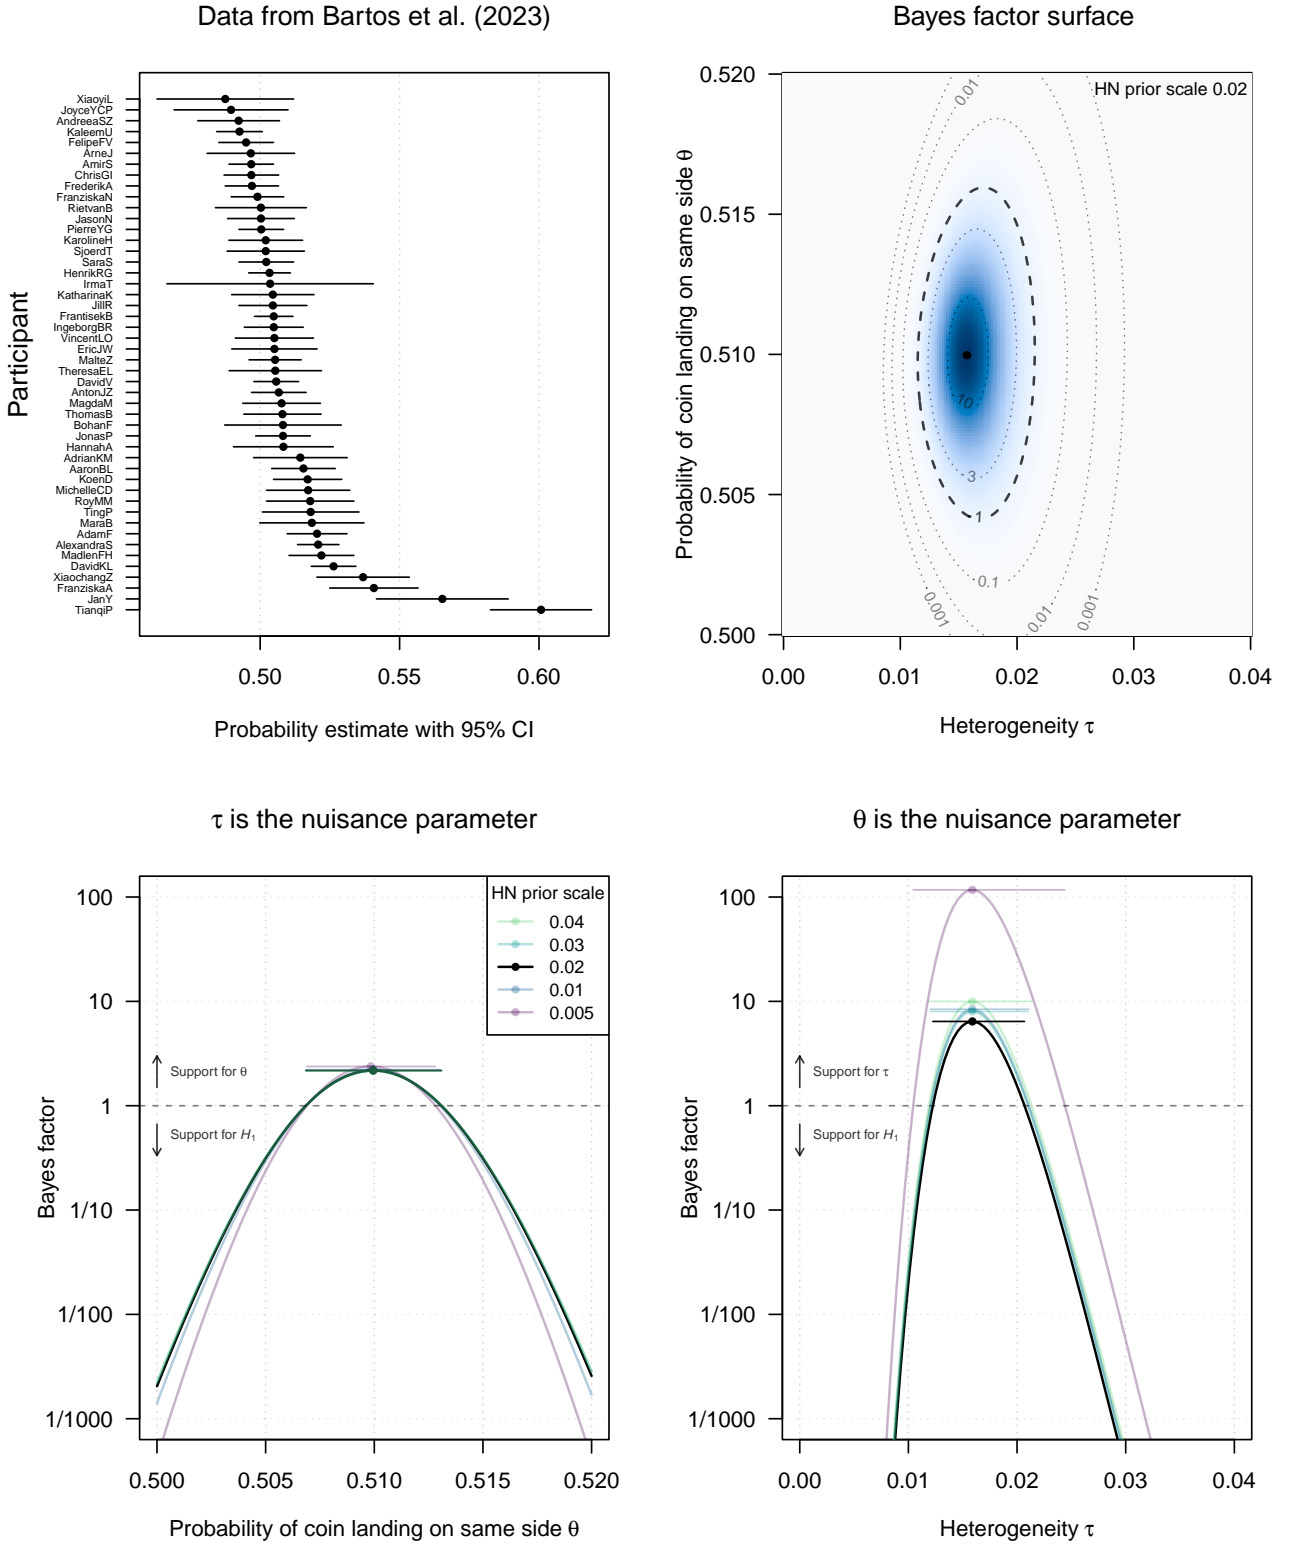 Data from Bartos et al. (2023)
Participant
XiaoyiL
JoyceYCP
AndreeaSZ
KaleemU
FelipeFV
ArneJ
AmirS
ChrisGI
FrederikA
FranziskaN
RietvanB
JasonN
PierreYG
KarolineH
SjoerdT
SaraS
HenrikRG
IrmaT
KatharinaK
JillR
FrantisekB
IngeborgBR
VincentLO
EricJW
MalteZ
TheresaEL
DavidV
AntonJZ
MagdaM
ThomasB
BohanF
JonasP
HannahA
AdrianKM
AaronBL
KoenD
MichelleCD
RoyMM
TingP
MaraB
AdamF
AlexandraS
MadlenFH
DavidKL
XiaochangZ
FranziskaA
JanY
TianqiP
0.50 0.55 0.60
Probability estimate with 95% CI
Bayes factor surface
HN prior scale 0.02
Probability of coin landing on same side θ
0.520
0.515
0.510
0.505
0.500
0.01
10
3
1
0.1
0.001
0.01
0.001
0.00 0.01 0.02 0.03 0.04
Heterogeneity τ
τ is the nuisance parameter
HN prior scale
0.04
0.03
0.02
0.01
0.005
Support for θ
Support for H1
Bayes factor
100
10
1
1/10
1/100
1/1000
0.500 0.505 0.510 0.515 0.520
Probability of coin landing on same side θ
θ is the nuisance parameter
Support for τ
Support for H1
Bayes factor
100
10
1
1/10
1/100
1/1000
0.00 0.01 0.02 0.03 0.04
Heterogeneity τ